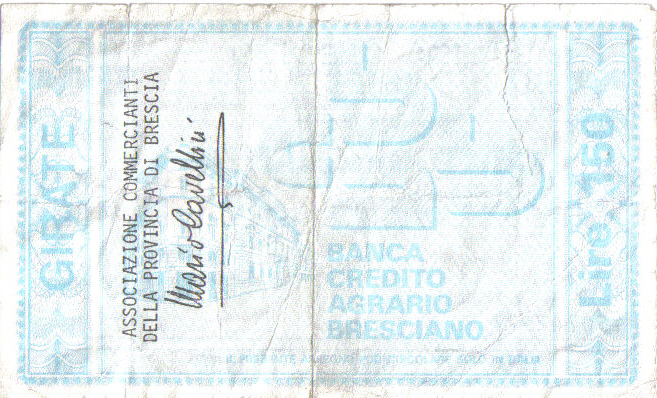 GIRATE
ASSOCIAZIONE COMMERCIANTI
DELLA PROVINCIA DI BRESCIA
BANCA
CREDITO
AGRARIO
BRESCIANO
Lire 150